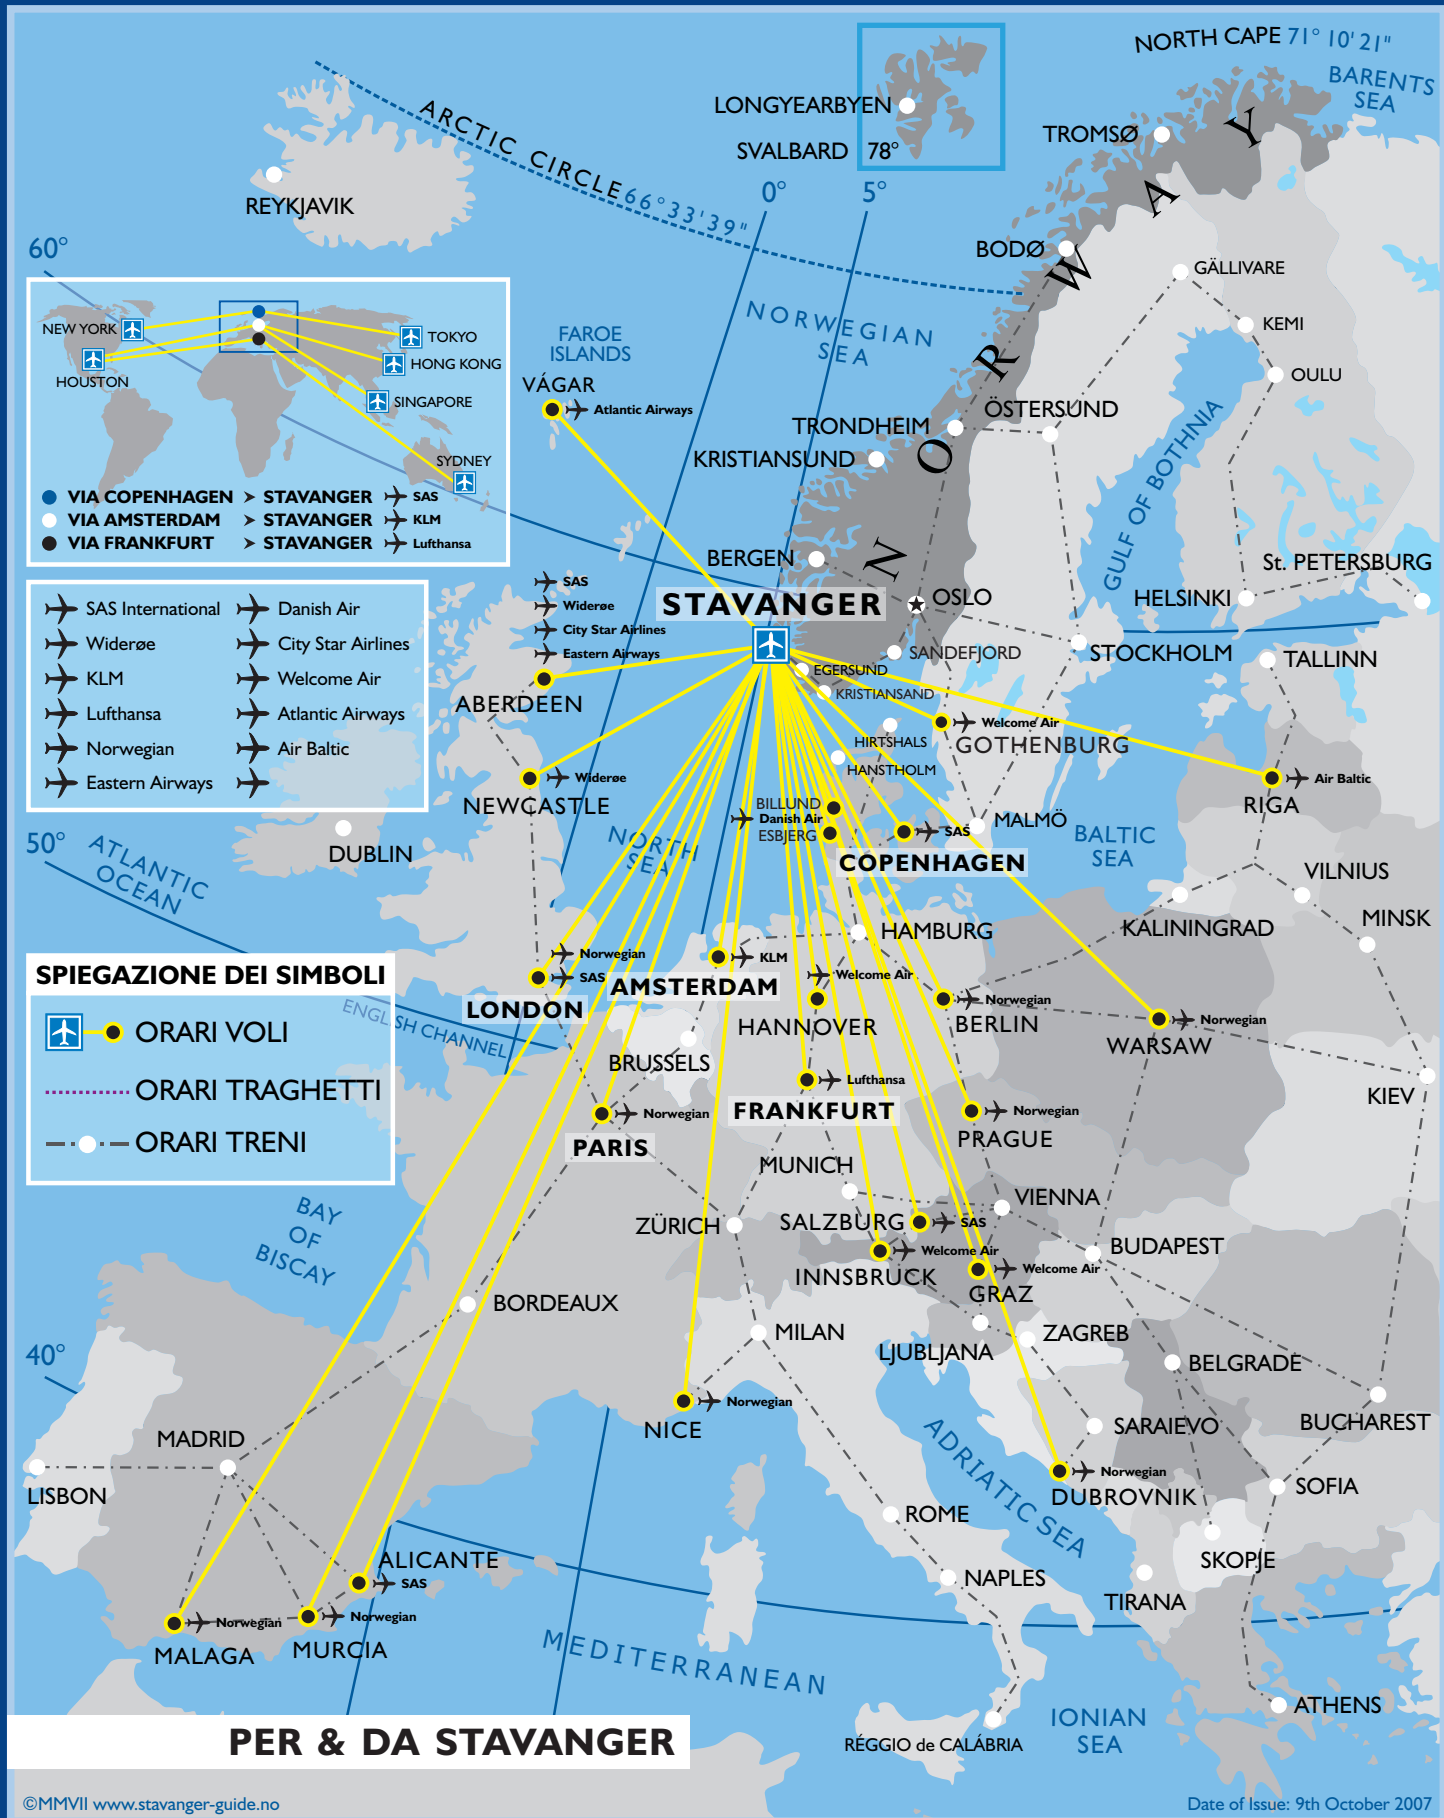 NORTH CAPE 71° 10'21"
BARENTS
SEA
LONGYEARBYEN
SVALBARD 78°
TROMSØ
ARCTIC CIRCLE 66°33'39"
0°
5°
REYKJAVIK
60°
BODØ
NORWAY
GÄLLIVARE
NORWEGIAN
SEA
KEMI
OULU
FAROE
ISLANDS
VÁGAR
Atlantic Airways
NEW YORK
HOUSTON
TOKYO
HONG KONG
SINGAPORE
SYDNEY
VIA COPENHAGEN > STAVANGER SAS
VIA AMSTERDAM > STAVANGER KLM
VIA FRANKFURT > STAVANGER Lufthansa
TRONDHEIM
ÖSTERSUND
KRISTIANSUND
GULF OF BOTHNIA
BERGEN
St. PETERSBURG
STAVANGER
OSLO
HELSINKI
SAS
Widerøe
City Star Airlines
Eastern Airways
ABERDEEN
SAS International
Widerøe
KLM
Lufthansa
Norwegian
Eastern Airways
Danish Air
City Star Airlines
Welcome Air
Atlantic Airways
Air Baltic
SANDEFJORD
EGERSUND
KRISTIANSAND
STOCKHOLM
TALLINN
Welcome Air
GOTHENBURG
HIRTSHALS
HANSTHOLM
Widerøe
NEWCASTLE
Air Baltic
RIGA
BILLUND
Danish Air
ESBJERG
SAS
COPENHAGEN
MALMÖ
BALTIC
SEA
NORTH
SEA
DUBLIN
50°
ATLANTIC
OCEAN
VILNIUS
MINSK
KALININGRAD
HAMBURG
Norwegian
SAS
LONDON
KLM
AMSTERDAM
Welcome Air
HANNOVER
Norwegian
BERLIN
Norwegian
WARSAW
SPIEGAZIONE DEI SIMBOLI
ORARI VOLI
ORARI TRAGHETTI
ORARI TRENI
ENGLISH CHANNEL
BRUSSELS
Lufthansa
FRANKFURT
KIEV
Norwegian
PARIS
Norwegian
PRAGUE
MUNICH
VIENNA
BAY
OF
BISCAY
ZÜRICH
SALZBURG
SAS
Welcome Air
INNSBRUCK
Welcome Air
GRAZ
BUDAPEST
BORDEAUX
MILAN
LJUBLJANA
ZAGREB
BELGRADE
40°
Norwegian
NICE
SARAIEVO
BUCHAREST
MADRID
LISBON
ADRIATIC SEA
Norwegian
DUBROVNIK
SOFIA
ROME
SKOPJE
ALICANTE
SAS
NAPLES
TIRANA
Norwegian
MALAGA
Norwegian
MURCIA
MEDITERRANEAN
ATHENS
IONIAN
SEA
RÉGGIO de CALÁBRIA
PER & DA STAVANGER
©MMVII www.stavanger-guide.no
Date of Issue: 9th October 2007